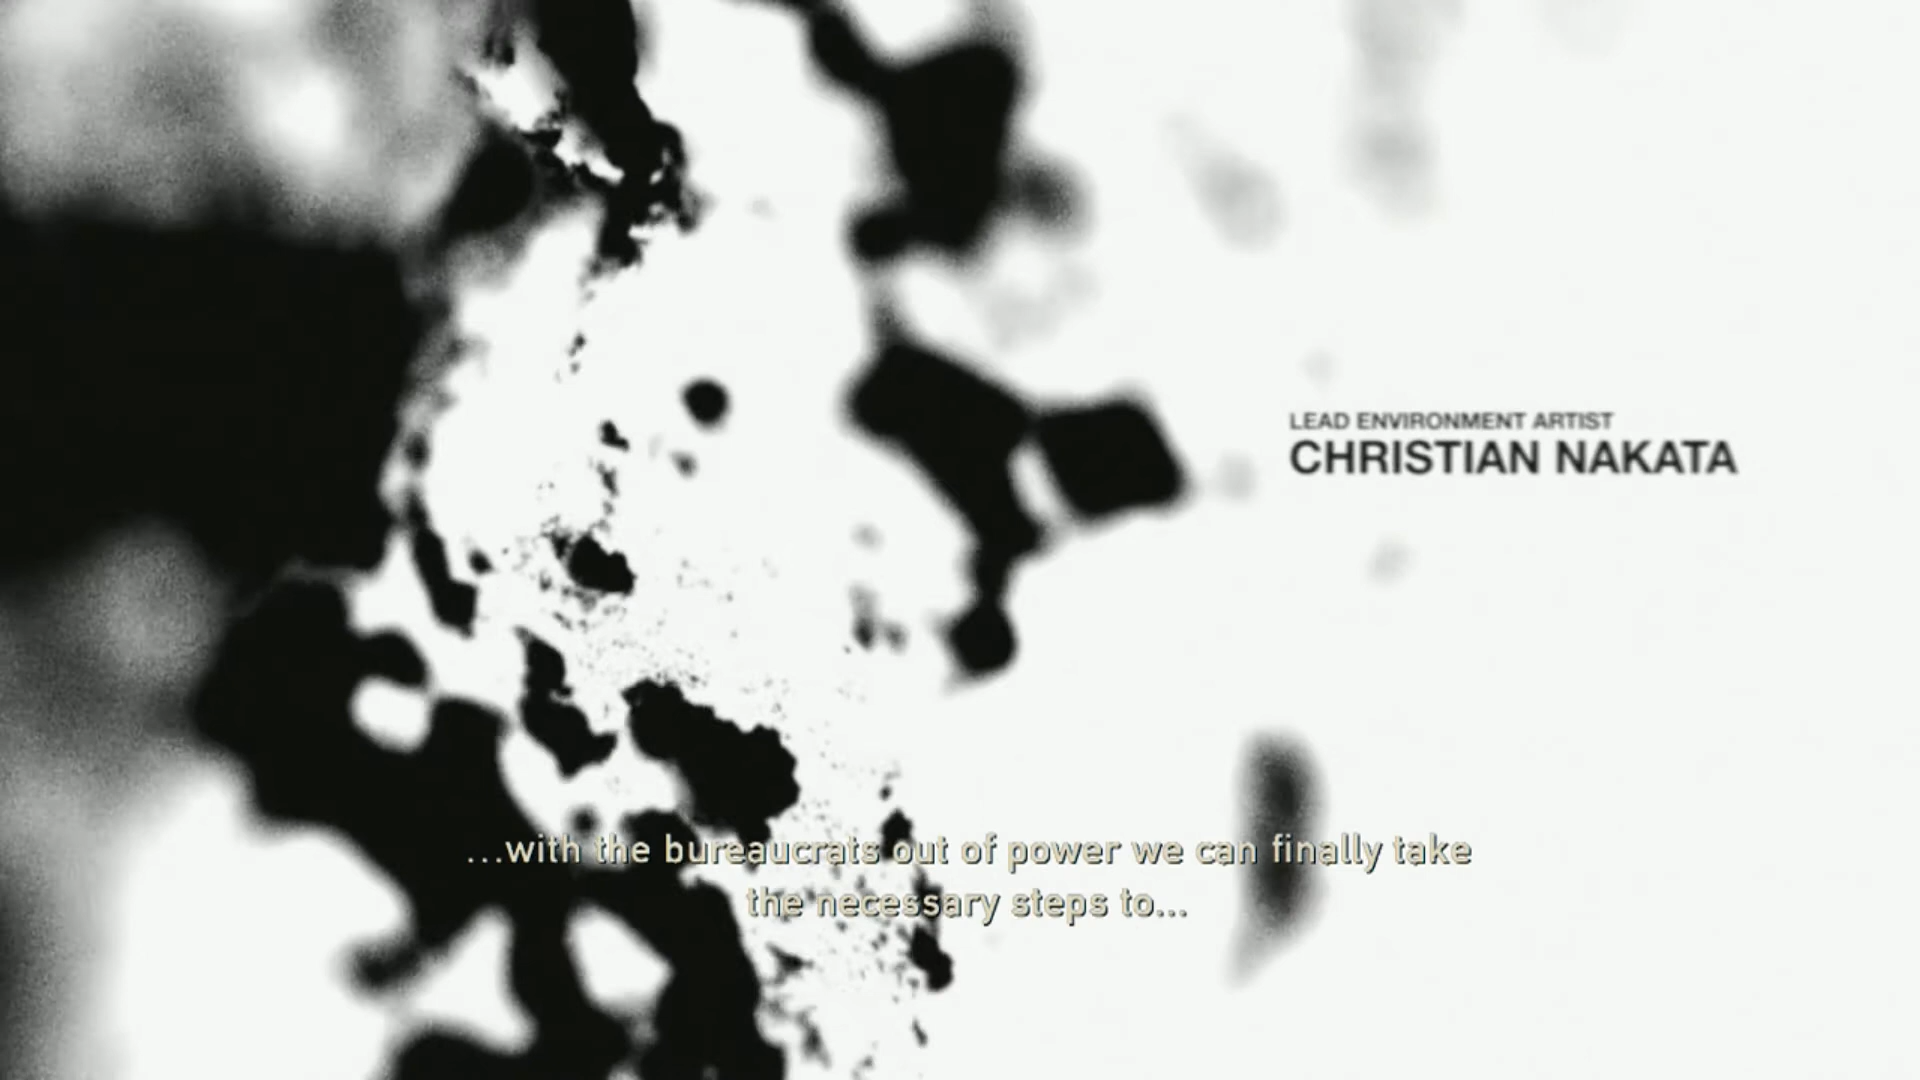 LEAD ENVIRONMENT ARTIST
CHRISTIAN NAKATA
...with the bureaucrats out of power we can finally take
the necessary steps to...